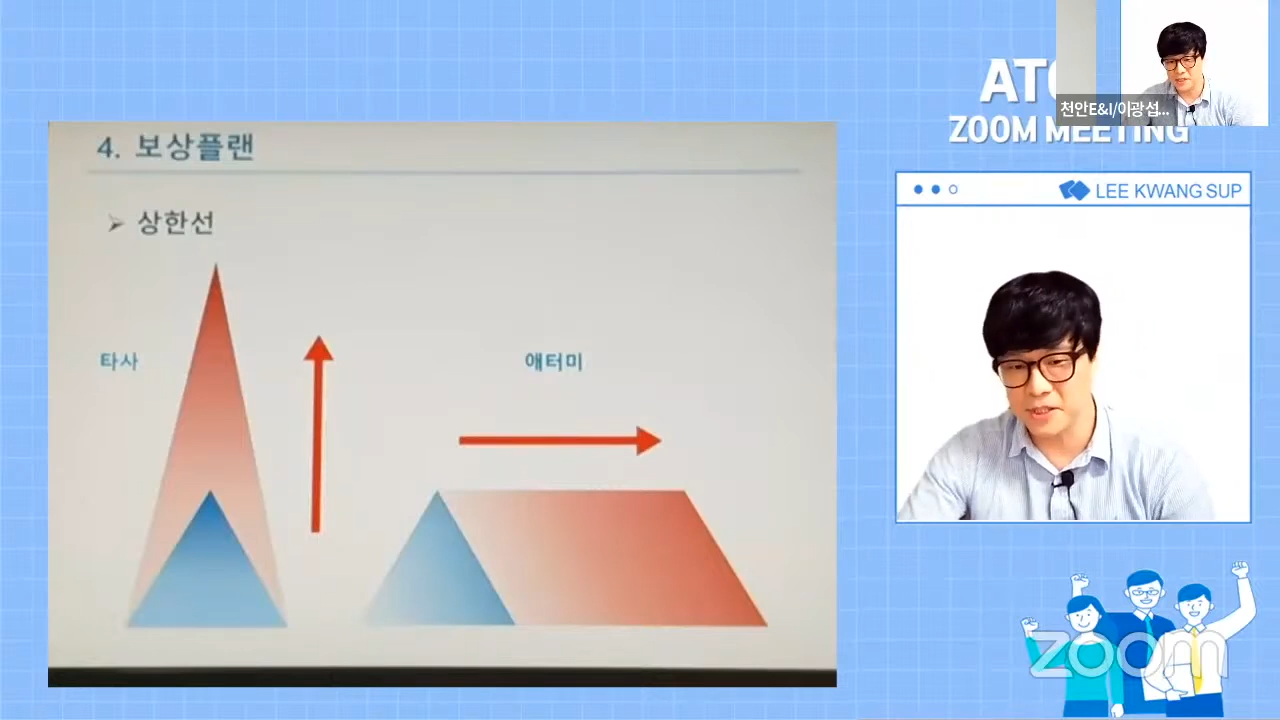 4. 보상플랜
➢ 상한선
타사
애터미
천안E&I/이광섭...
ZOOM MEETING
LEE KWANG SUP
zoom